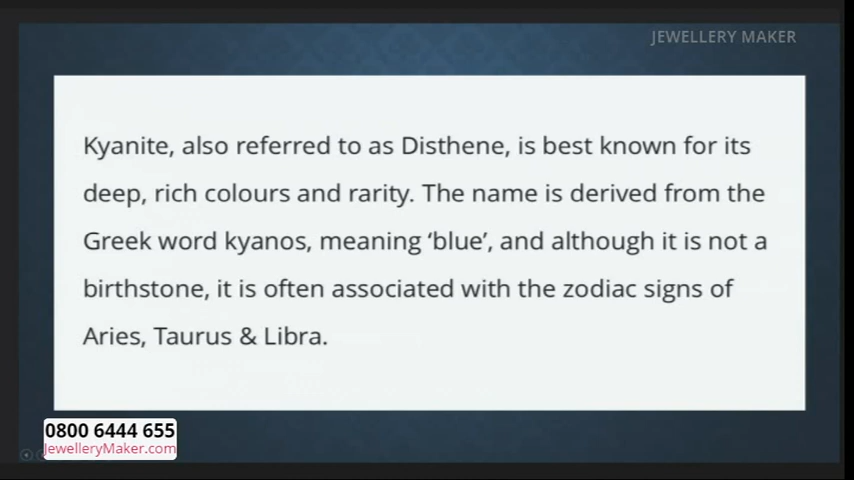 JEWELLERY MAKER
Kyanite, also referred to as Disthene, is best known for its
deep, rich colours and rarity. The name is derived from the
Greek word kyanos, meaning ‘blue’, and although it is not a
birthstone, it is often associated with the zodiac signs of
Aries, Taurus & Libra.
0800 6444 655
JewelleryMaker.com